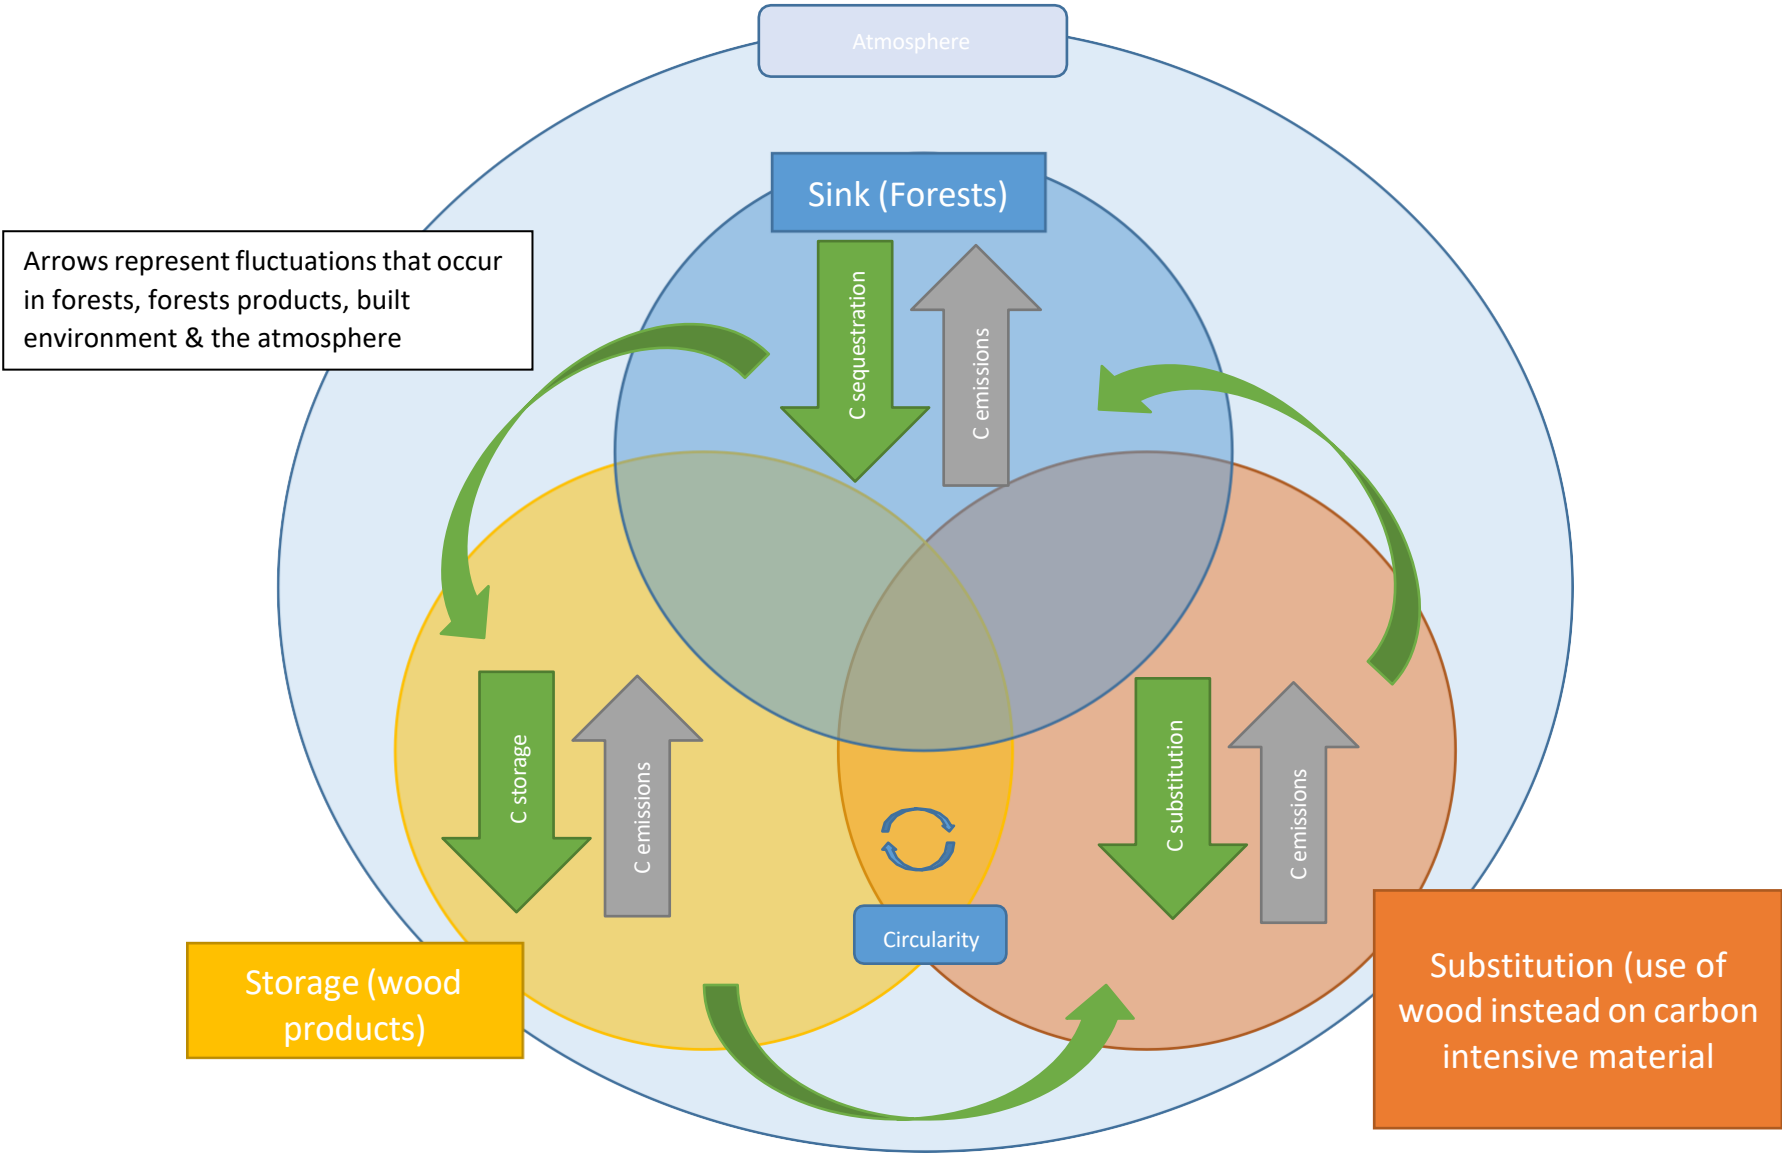 Atmosphere
Sink (Forests)
Arrows represent fluctuations that occur
in forests, forests products, built
environment & the atmosphere
C sequestration
C emissions
C storage
C emissions
C substitution
C emissions
Circularity
Storage (wood
products)
Substitution (use of
wood instead on carbon
intensive material